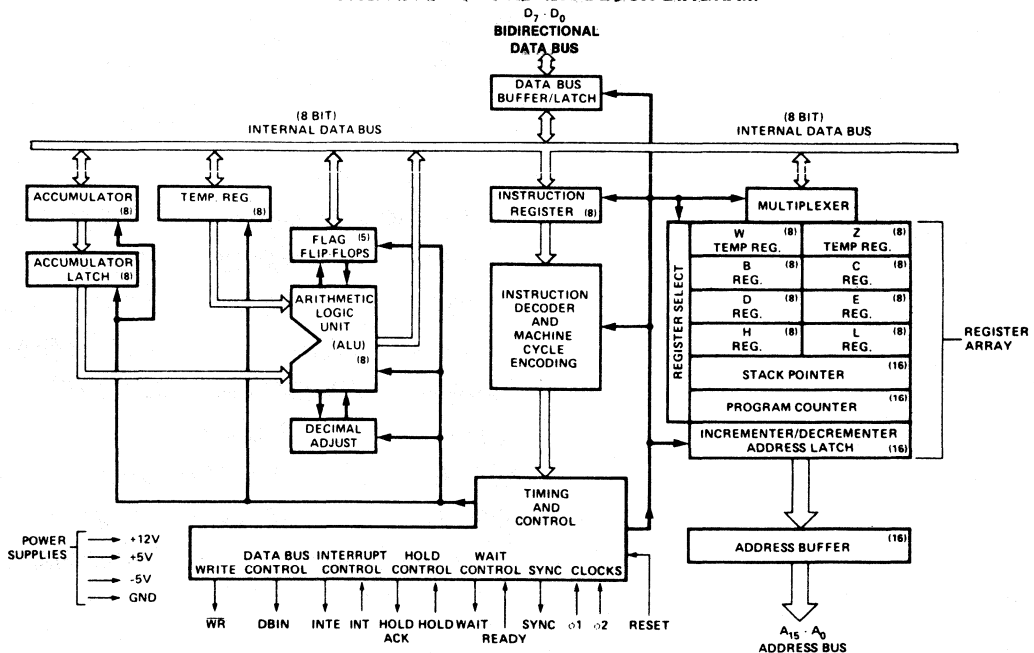 D7 - D0
BIDIRECTIONAL
DATA BUS
DATA BUS
BUFFER/LATCH
(8 BIT)
INTERNAL DATA BUS
(8 BIT)
INTERNAL DATA BUS
ACCUMULATOR
(8)
TEMP. REG.
(8)
INSTRUCTION
REGISTER (8)
MULTIPLEXER
FLAG (5)
FLIP-FLOPS
ACCUMULATOR
LATCH (8)
ARITHMETIC
LOGIC
UNIT
(ALU)
(8)
DECIMAL
ADJUST
INSTRUCTION
DECODER
AND
MACHINE
CYCLE
ENCODING
REGISTER SELECT
W (8)
TEMP REG.
Z (8)
TEMP REG.
B (8)
REG.
C (8)
REG.
D (8)
REG.
E (8)
REG.
H (8)
REG.
L (8)
REG.
STACK POINTER (16)
PROGRAM COUNTER (16)
INCREMENTER/DECREMENTER
ADDRESS LATCH (16)
REGISTER
ARRAY
TIMING
AND
CONTROL
WRITE
DATA BUS
CONTROL
INTERRUPT
CONTROL
HOLD
CONTROL
WAIT
CONTROL
SYNC
CLOCKS
ADDRESS BUFFER (16)
POWER
SUPPLIES
+12V
+5V
-5V
GND
WR
DBIN
INTE
INT
HOLD
ACK
HOLD
WAIT
READY
SYNC
φ1
φ2
RESET
A15 - A0
ADDRESS BUS